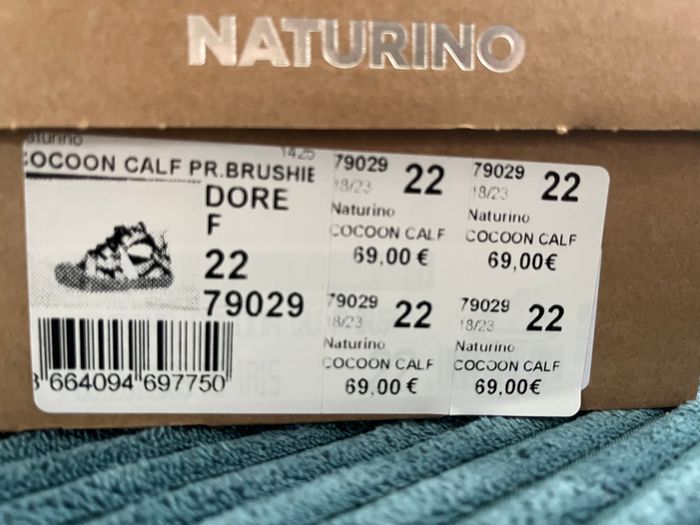 NATURINO
aturino
1425
COCOON CALF PR.BRUSHIE
DORE
F
22
79029
3 664094 697750
79029
18/23
22
Naturino
COCOON CALF
69,00 €
79029
18/23
22
Naturino
COCOON CALF
69,00€
79029
18/23
22
Naturino
COCOON CALF
69,00 €
79029
18/23
22
Naturino
COCOON CALF
69,00€